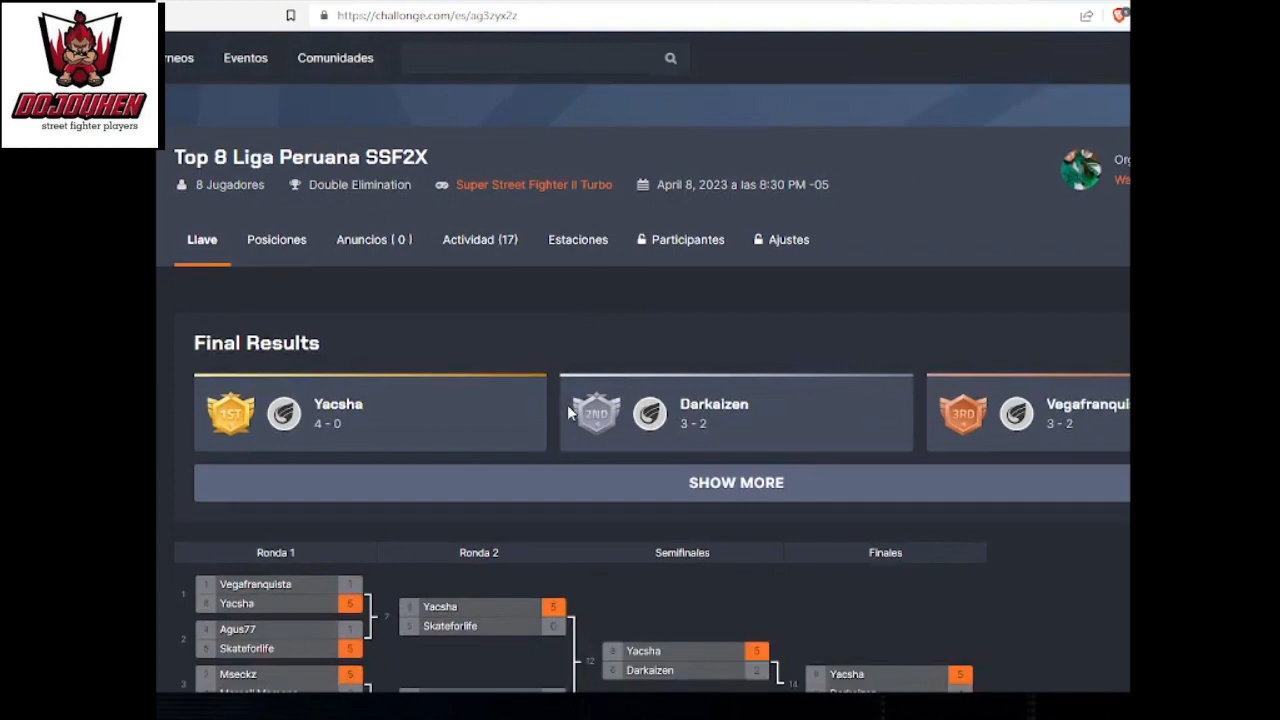 https://challonge.com/es/ag3zyx2z
DOJOUHEN
street fighter players
rneos Eventos Comunidades
Top 8 Liga Peruana SSF2X
8 Jugadores Double Elimination Super Street Fighter II Turbo April 8, 2023 a las 8:30 PM -05
Org
Wa
Llave Posiciones Anuncios ( 0 ) Actividad (17) Estaciones Participantes Ajustes
Final Results
1ST Yacsha
4 - 0
2ND Darkaizen
3 - 2
3RD Vegafranquis
3 - 2
SHOW MORE
Ronda 1 Ronda 2 Semifinales Finales
1
Vegafranquista 1
Yacsha 5
2
Agus77 1
Skateforlife 5
3
Mseckz 5
7
Yacsha 5
Skateforlife 0
12
Yacsha 5
Darkaizen 2
14
Yacsha 5
Darkaizen